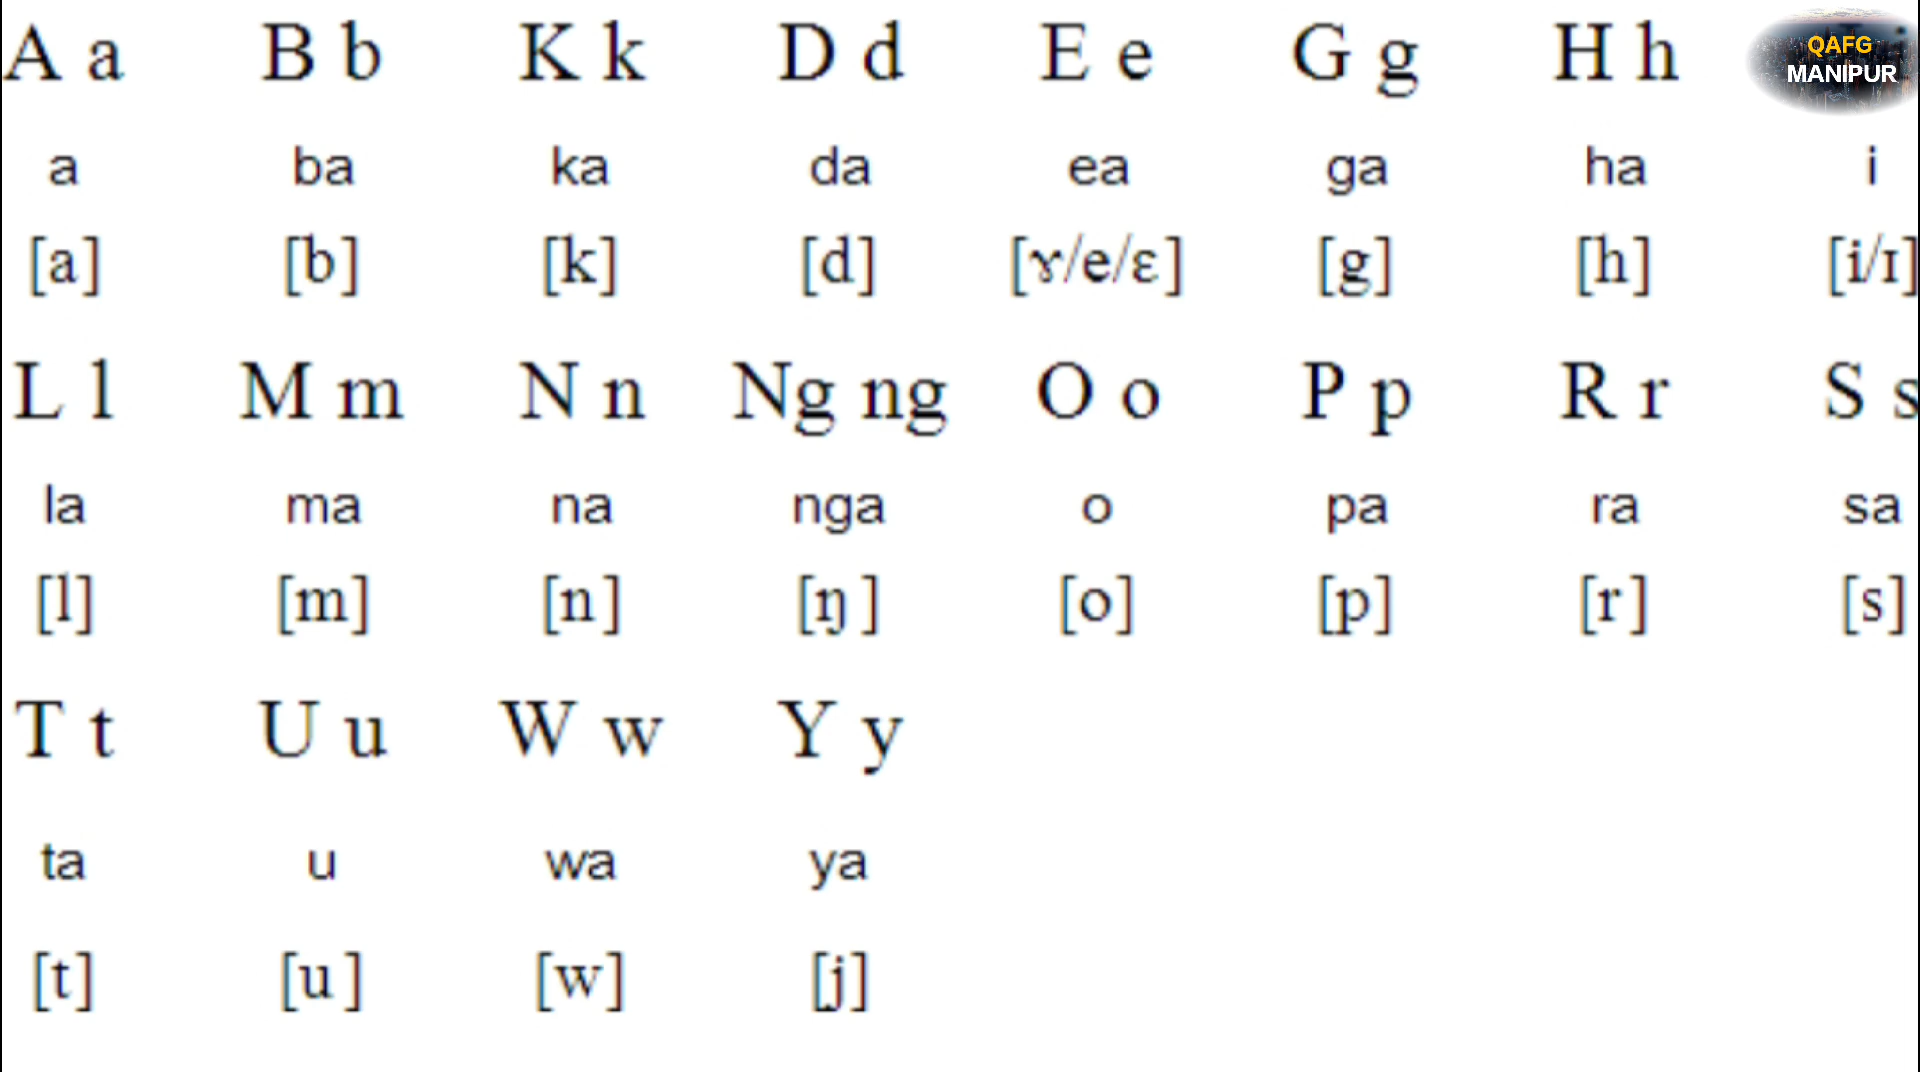 A a B b K k D d E e G g H h
QAFG
MANIPUR
a ba ka da ea ga ha i
[a] [b] [k] [d] [ɤ/e/ɛ] [g] [h] [i/ɪ]
L l M m N n Ng ng O o P p R r S s
la ma na nga o pa ra sa
[l] [m] [n] [ŋ] [o] [p] [r] [s]
T t U u W w Y y
ta u wa ya
[t] [u] [w] [j]